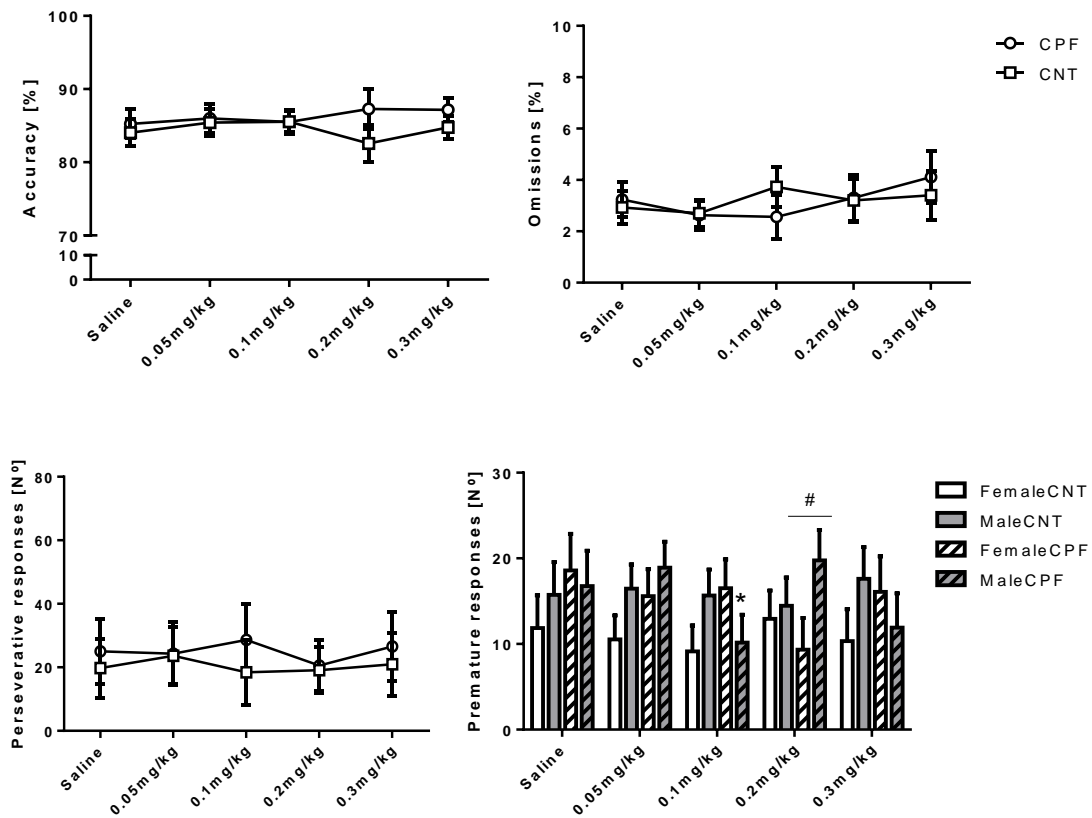 100
90
80
70
10
0
Accuracy [%]
Saline
0.05mg/kg
0.1mg/kg
0.2mg/kg
0.3mg/kg
10
8
6
4
2
0
Omissions [%]
Saline
0.05mg/kg
0.1mg/kg
0.2mg/kg
0.3mg/kg
CPF
CNT
80
60
40
20
0
Perseverative responses [Nº]
Saline
0.05mg/kg
0.1mg/kg
0.2mg/kg
0.3mg/kg
30
20
10
0
Premature responses [Nº]
*
#
Saline
0.05mg/kg
0.1mg/kg
0.2mg/kg
0.3mg/kg
FemaleCNT
MaleCNT
FemaleCPF
MaleCPF